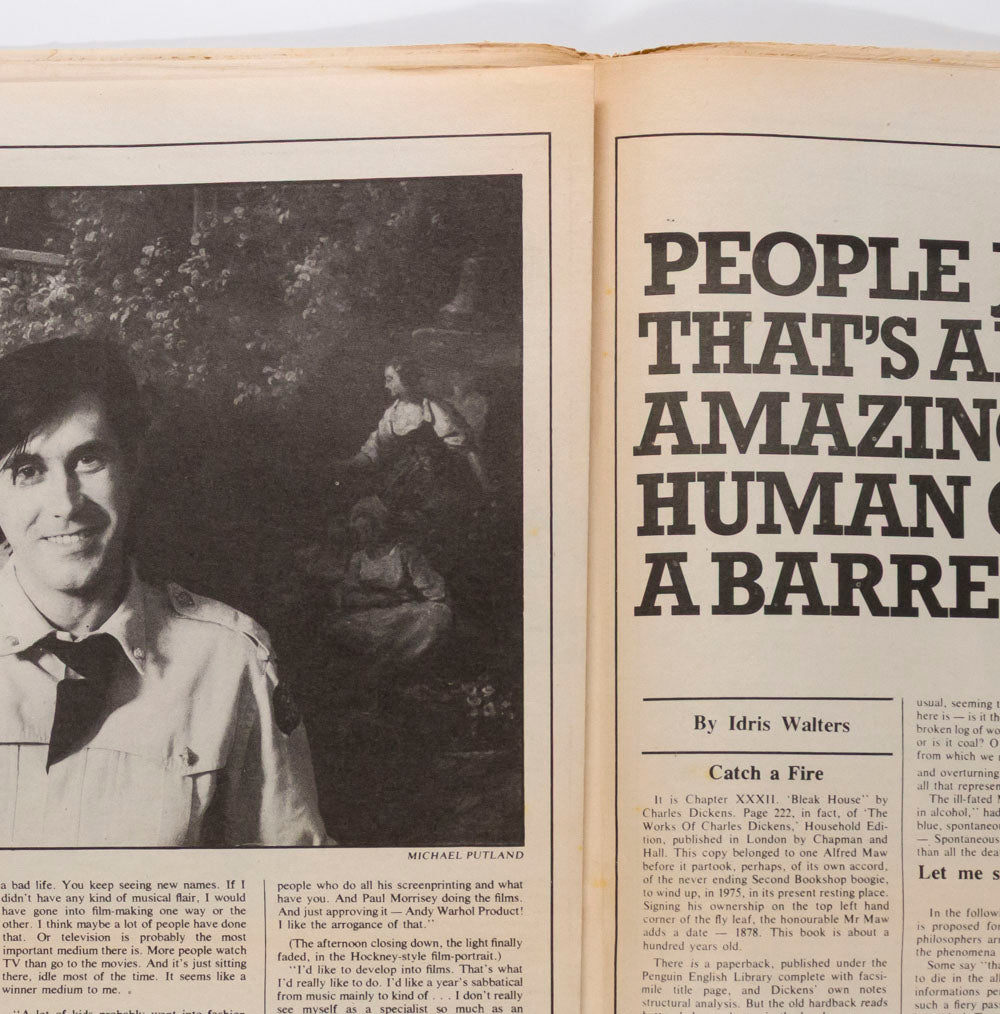 MICHAEL PUTLAND
a bad life. You keep seeing new names. If I
didn't have any kind of musical flair, I would
have gone into film-making one way or the
other. I think maybe a lot of people have done
that. Or television is probably the most
important medium there is. More people watch
TV than go to the movies. And it's just sitting
there, idle most of the time. It seems like a
winner medium to me.
people who do all his screenprinting and what
have you. And Paul Morrisey doing the films.
And just approving it — Andy Warhol Product!
I like the arrogance of that."
(The afternoon closing down, the light finally
faded, in the Hockney-style film-portrait.)
"I'd like to develop into films. That's what
I'd really like to do. I'd like a year's sabbatical
from music mainly to kind of . . . I don't really
see myself as a specialist so much as an
PEOPLE
THAT'S
AMAZING
HUMAN
A BARRE
By Idris Walters
Catch a Fire
It is Chapter XXXII. 'Bleak House" by
Charles Dickens. Page 222, in fact, of 'The
Works Of Charles Dickens,' Household Edi-
tion, published in London by Chapman and
Hall. This copy belonged to one Alfred Maw
before it partook, perhaps, of its own accord,
of the never ending Second Bookshop boogie,
to wind up, in 1975, in its present resting place.
Signing his ownership on the top left hand
corner of the fly leaf, the honourable Mr Maw
adds a date — 1878. This book is about a
hundred years old.
There is a paperback, published under the
Penguin English Library complete with facsi-
mile title page, and Dickens' own notes
structural analysis. But the old hardback reads
usual, seeming
here is — is it th
broken log of wo
or is it coal? O
from which we
and overturning
all that represen
The ill-fated
in alcohol," had
blue, spontaneo
— Spontaneous
than all the dea
Let me s
In the follow
is proposed for
philosophers
the phenomena
Some say "tha
to die in the all
informations pe
such a fiery pas